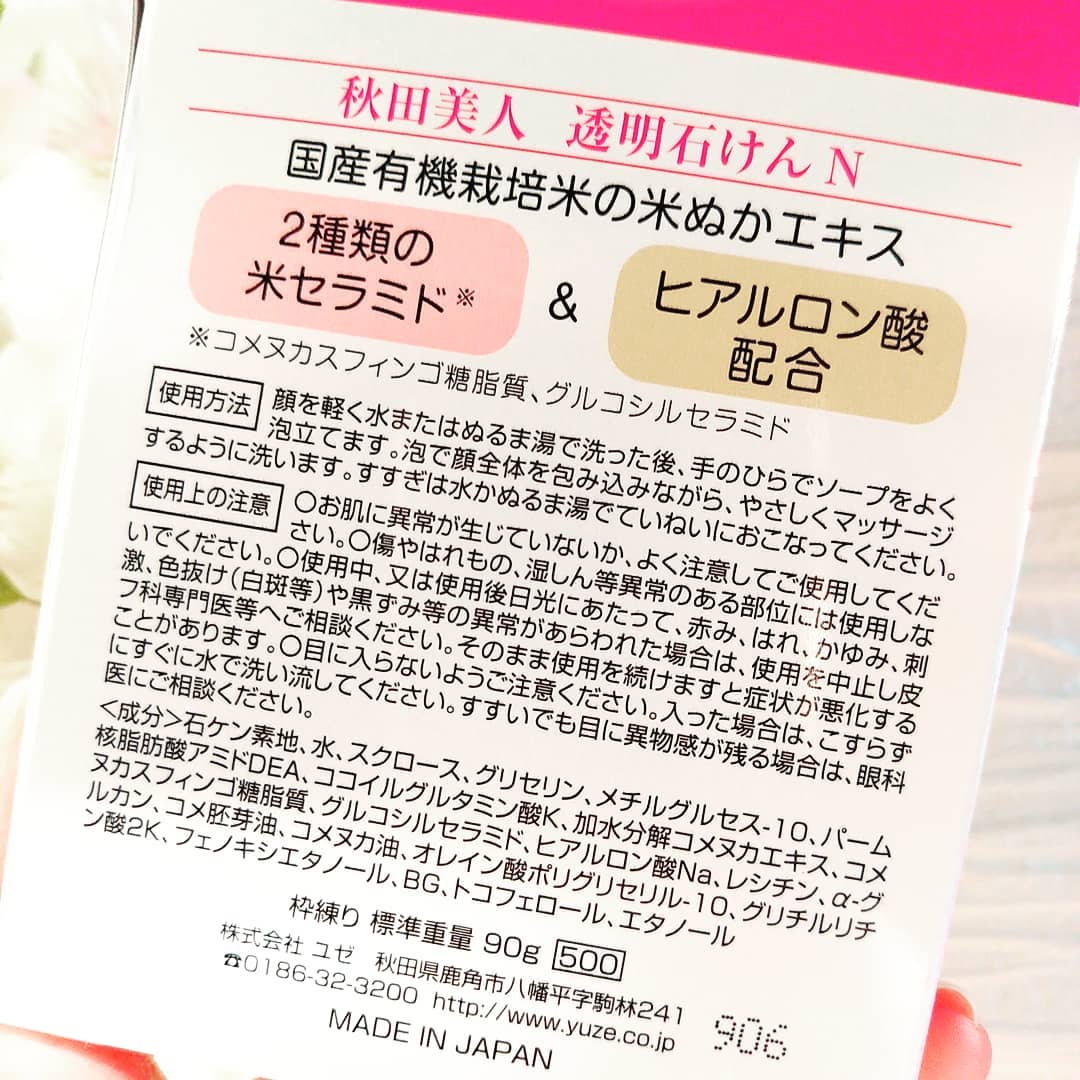 秋田美人 透明石けん N
国産有機栽培米の米ぬかエキス
2種類の
米セラミド※
&
ヒアルロン酸
配合
※コメヌカスフィンゴ糖脂質、グルコシルセラミド
使用方法
顔を軽く水またはぬるま湯で洗った後、手のひらでソープをよく
泡立てます。泡で顔全体を包み込みながら、やさしくマッサージ
するように洗います。すすぎは水かぬるま湯でていねいにおこなってください。
使用上の注意
○お肌に異常が生じていないか、よく注意してご使用してくだ
さい。○傷やはれもの、湿しん等異常のある部位には使用しな
いでください。○使用中、又は使用後日光にあたって、赤み、はれ、かゆみ、刺
激、色抜け(白斑等)や黒ずみ等の異常があらわれた場合は、使用を中止し皮
フ科専門医等へご相談ください。そのまま使用を続けますと症状が悪化する
ことがあります。○目に入らないようご注意ください。入った場合は、こすらず
にすぐに水で洗い流してください。すすいでも目に異物感が残る場合は、眼科
医にご相談ください。
<成分>石ケン素地、水、スクロース、グリセリン、メチルグルセス-10、パーム
核脂肪酸アミドDEA、ココイルグルタミン酸K、加水分解コメヌカエキス、コメ
ヌカスフィンゴ糖脂質、グルコシルセラミド、ヒアルロン酸Na、レシチン、α-グ
ルカン、コメ胚芽油、コメヌカ油、オレイン酸ポリグリセリル-10、グリチルリチ
ン酸2K、フェノキシエタノール、BG、トコフェロール、エタノール
枠練り 標準重量 90g 500
株式会社 ユゼ 秋田県鹿角市八幡平字駒林241
☎0186-32-3200 http://www.yuze.co.jp
MADE IN JAPAN
906